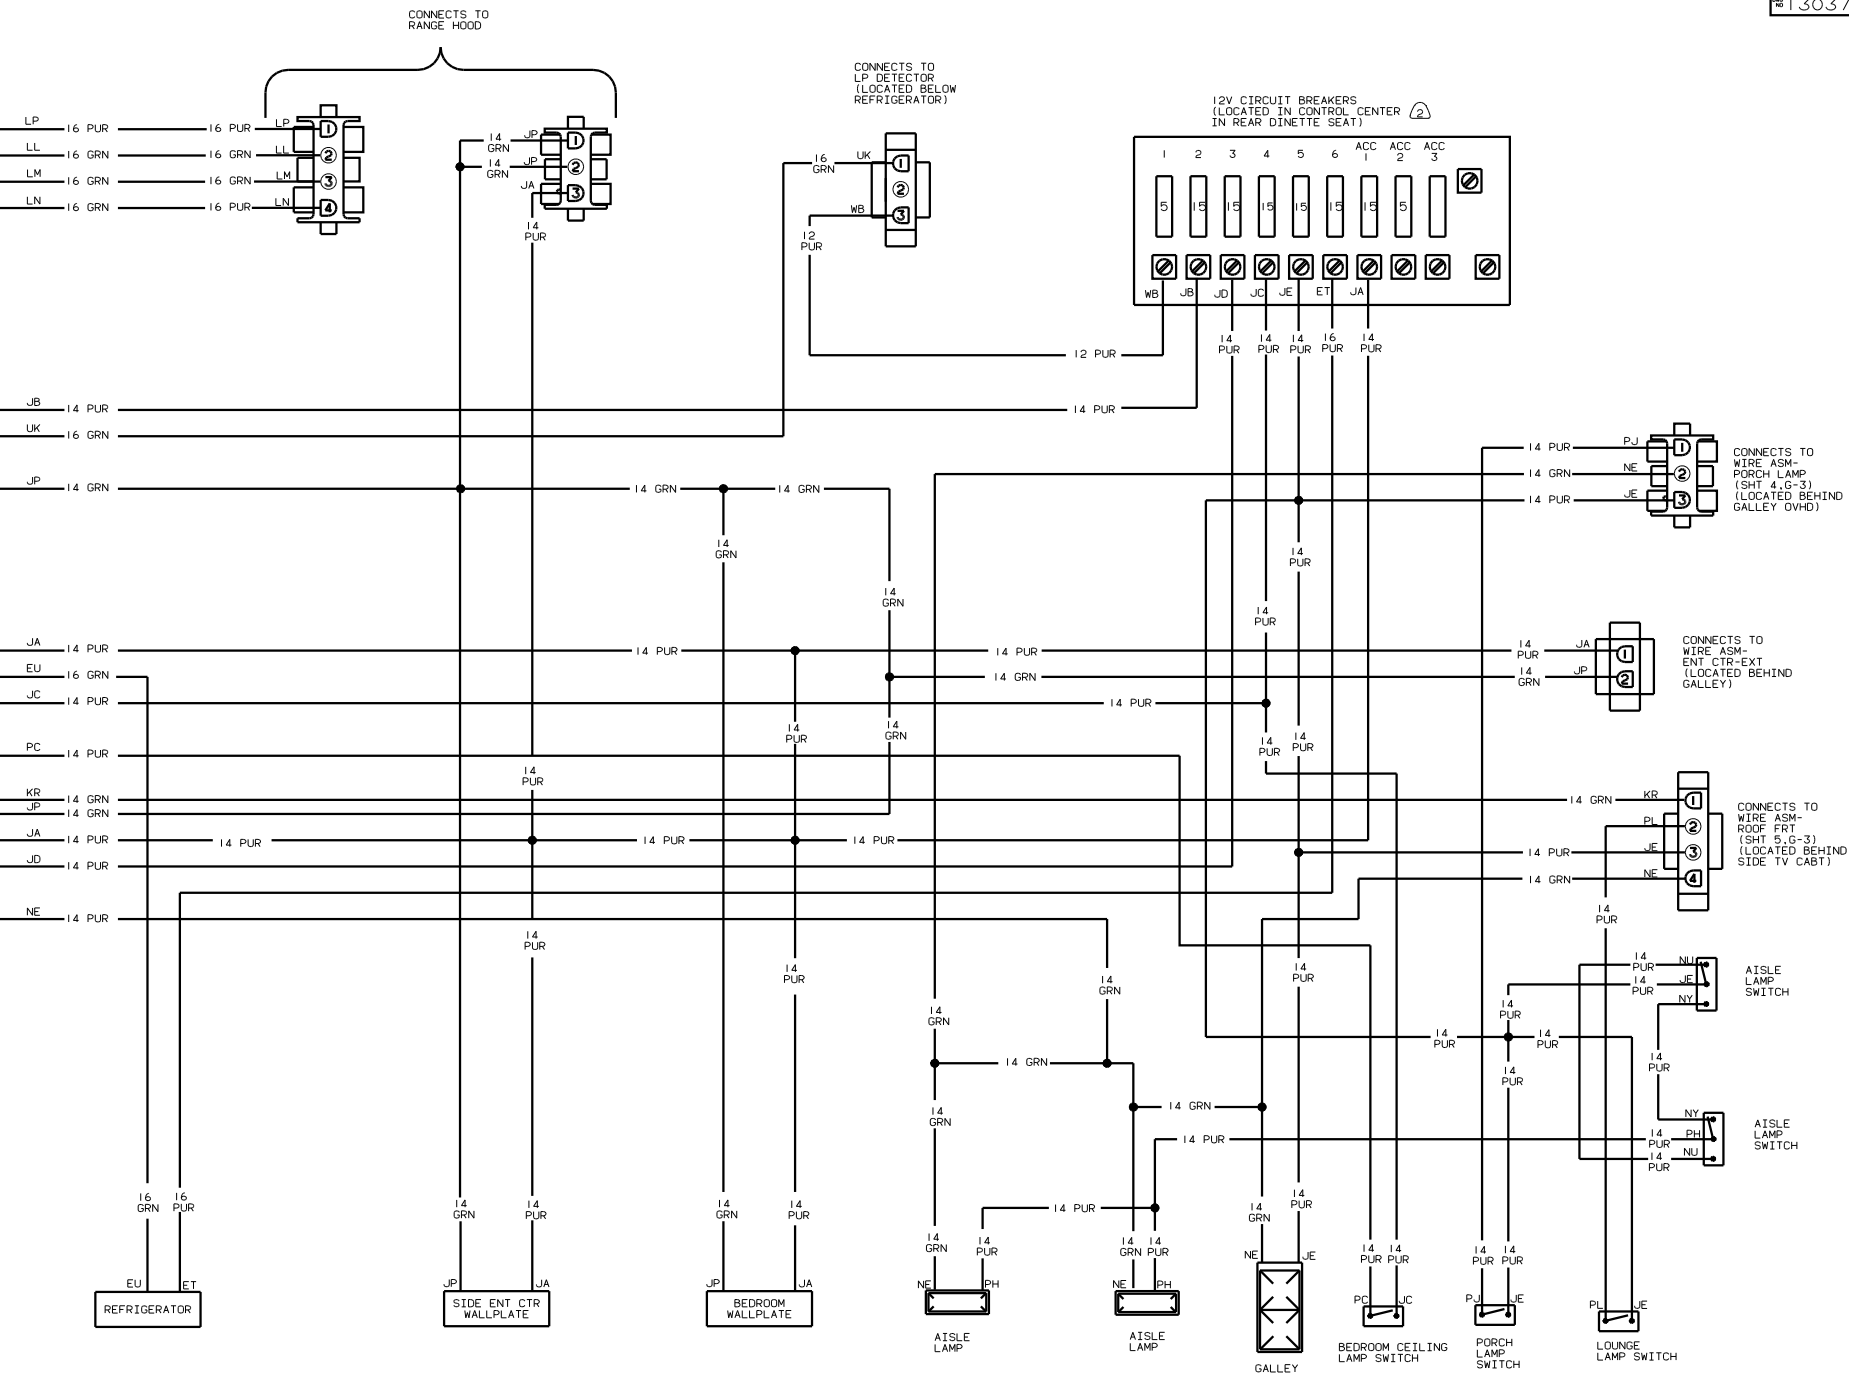 CONNECTS TO
RANGE HOOD
NO 13037
CONNECTS TO
LP DETECTOR
(LOCATED BELOW
REFRIGERATOR)
12V CIRCUIT BREAKERS
(LOCATED IN CONTROL CENTER 2
IN REAR DINETTE SEAT)
1 2 3 4 5 6 ACC 1 ACC 2 ACC 3
5 15 15 15 15 15 15 5
WB JB JD JC JE ET JA
LP 16 PUR 16 PUR LP 1
LL 16 GRN 16 GRN LL 2
LM 16 GRN 16 GRN LM 3
LN 16 GRN 16 PUR LN 4
14 GRN JP 1
14 GRN JP 2
JA 3
14 PUR
16 GRN UK 1
2
WB 3
12 PUR
14 PUR 14 PUR 14 PUR 16 PUR 14 PUR
12 PUR
JB 14 PUR 14 PUR
UK 16 GRN
JP 14 GRN 14 GRN 14 GRN
14 PUR PJ 1
14 GRN NE 2
14 PUR JE 3
CONNECTS TO
WIRE ASM-
PORCH LAMP
(SHT 4,G-3)
(LOCATED BEHIND
GALLEY OVHD)
14 GRN
14 PUR
14 GRN
14 PUR
JA 14 PUR 14 PUR 14 PUR 14 PUR JA 1
EU 16 GRN 14 GRN 14 GRN JP 2
CONNECTS TO
WIRE ASM-
ENT CTR-EXT
(LOCATED BEHIND
GALLEY)
JC 14 PUR 14 PUR
14 PUR 14 GRN 14 PUR 14 PUR
PC 14 PUR
14 PUR
KR 14 GRN 14 GRN KR 1
JP 14 GRN PL 2
JA 14 PUR 14 PUR 14 PUR 14 PUR
JD 14 PUR 14 PUR JE 3
14 GRN NE 4
CONNECTS TO
WIRE ASM-
ROOF FRT
(SHT 5,G-3)
(LOCATED BEHIND
SIDE TV CABT)
NE 14 PUR
14 PUR
14 PUR
14 PUR
14 GRN
14 PUR
14 PUR NU
14 PUR JE
NY
AISLE
LAMP
SWITCH
14 GRN
14 PUR
14 PUR 14 PUR
14 GRN
14 PUR
14 PUR
14 GRN
14 GRN
14 PUR
NY
14 PUR PH
14 PUR NU
AISLE
LAMP
SWITCH
16 GRN 16 PUR
14 GRN 14 PUR
14 GRN 14 PUR
14 PUR
14 GRN 14 PUR
14 GRN 14 PUR
14 GRN 14 PUR
14 PUR 14 PUR
14 PUR 14 PUR
EU ET
REFRIGERATOR
JP JA
SIDE ENT CTR
WALLPLATE
JP JA
BEDROOM
WALLPLATE
NE PH
AISLE
LAMP
NE PH
AISLE
LAMP
NE JE
GALLEY
PC JC
BEDROOM CEILING
LAMP SWITCH
PJ JE
PORCH
LAMP
SWITCH
PL JE
LOUNGE
LAMP SWITCH